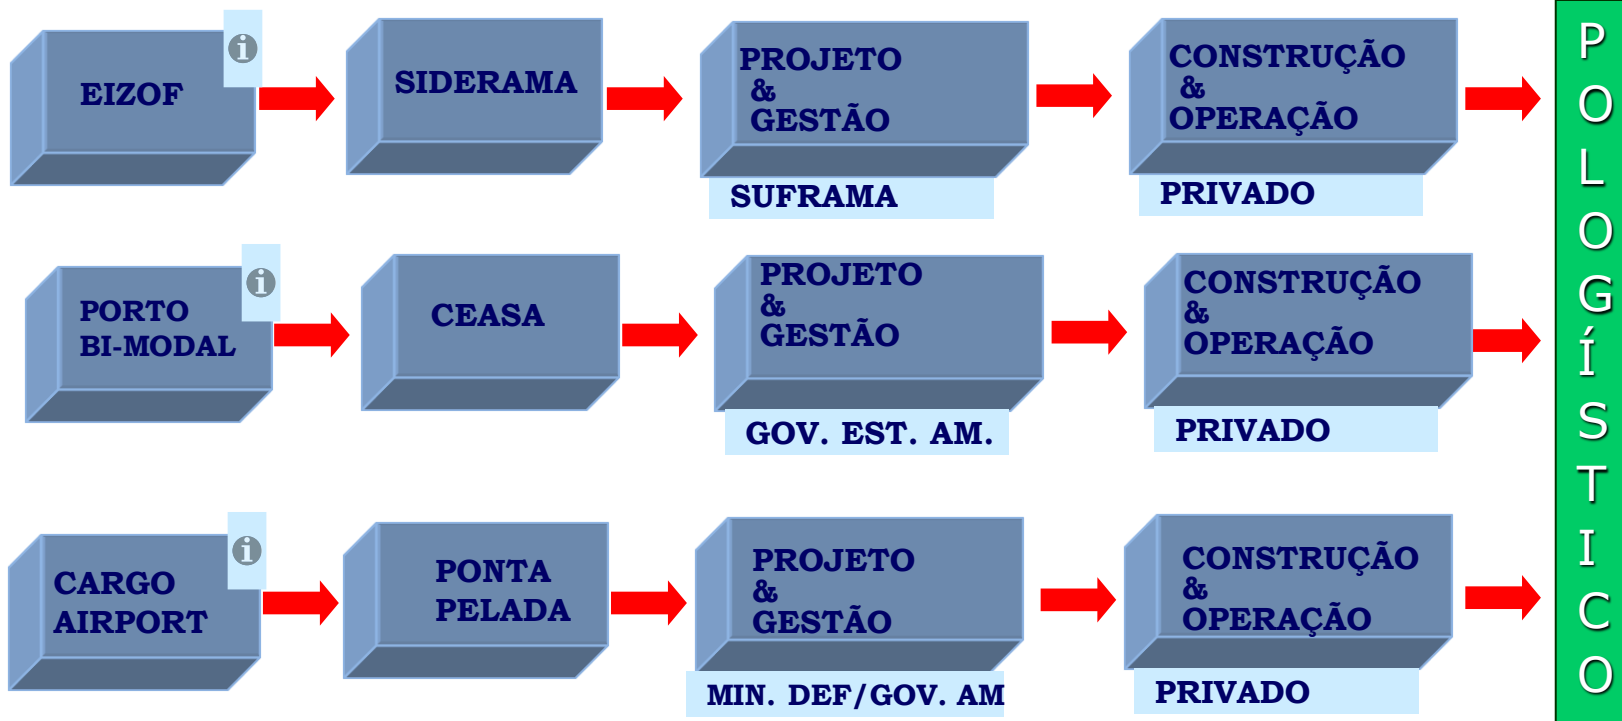 EIZOF
SIDERAMA
PROJETO
&
GESTÃO
SUFRAMA
CONSTRUÇÃO
&
OPERAÇÃO
PRIVADO
PORTO
BI-MODAL
CEASA
PROJETO
&
GESTÃO
GOV. EST. AM.
CONSTRUÇÃO
&
OPERAÇÃO
PRIVADO
CARGO
AIRPORT
PONTA
PELADA
PROJETO
&
GESTÃO
MIN. DEF/GOV. AM
CONSTRUÇÃO
&
OPERAÇÃO
PRIVADO
POLOGÍSTICO